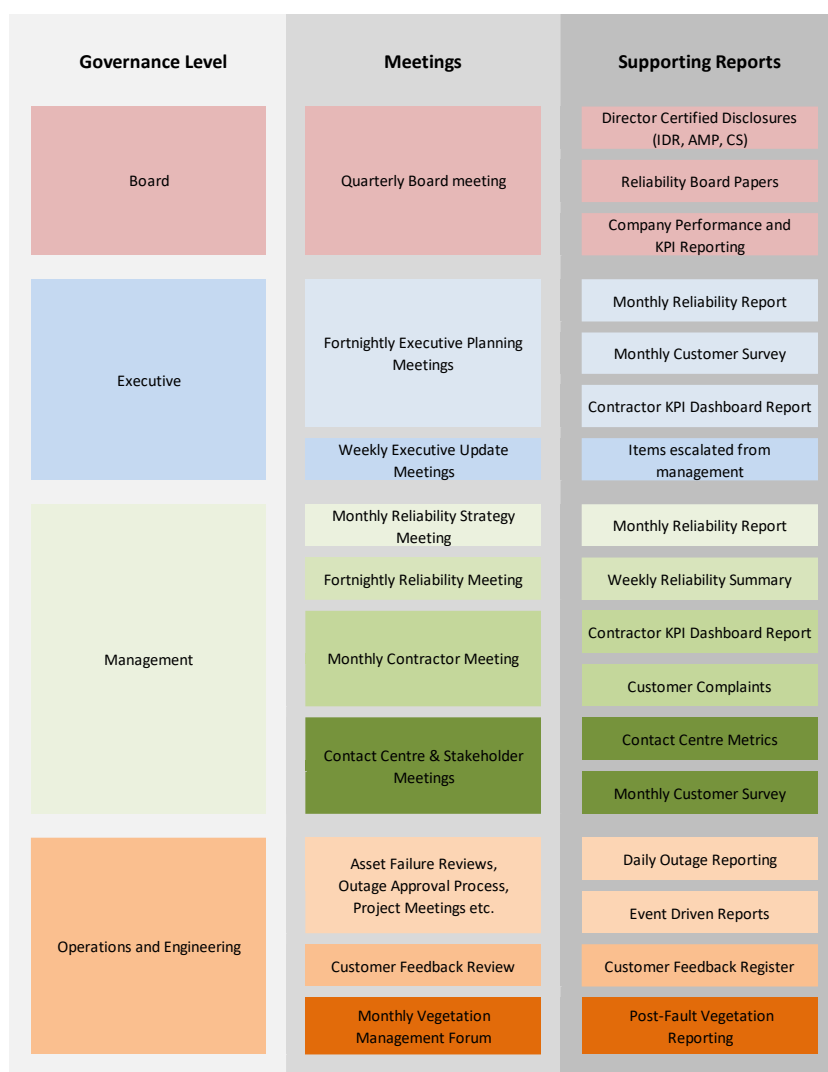 Governance Level
Meetings
Supporting Reports
Board
Quarterly Board meeting
Director Certified Disclosures
(IDR, AMP, CS)
Reliability Board Papers
Company Performance and
KPI Reporting
Executive
Fortnightly Executive Planning
Meetings
Monthly Reliability Report
Monthly Customer Survey
Contractor KPI Dashboard Report
Weekly Executive Update
Meetings
Items escalated from
management
Management
Monthly Reliability Strategy
Meeting
Monthly Reliability Report
Fortnightly Reliability Meeting
Weekly Reliability Summary
Monthly Contractor Meeting
Contractor KPI Dashboard Report
Customer Complaints
Contact Centre & Stakeholder
Meetings
Contact Centre Metrics
Monthly Customer Survey
Operations and Engineering
Asset Failure Reviews,
Outage Approval Process,
Project Meetings etc.
Daily Outage Reporting
Event Driven Reports
Customer Feedback Review
Customer Feedback Register
Monthly Vegetation
Management Forum
Post-Fault Vegetation
Reporting